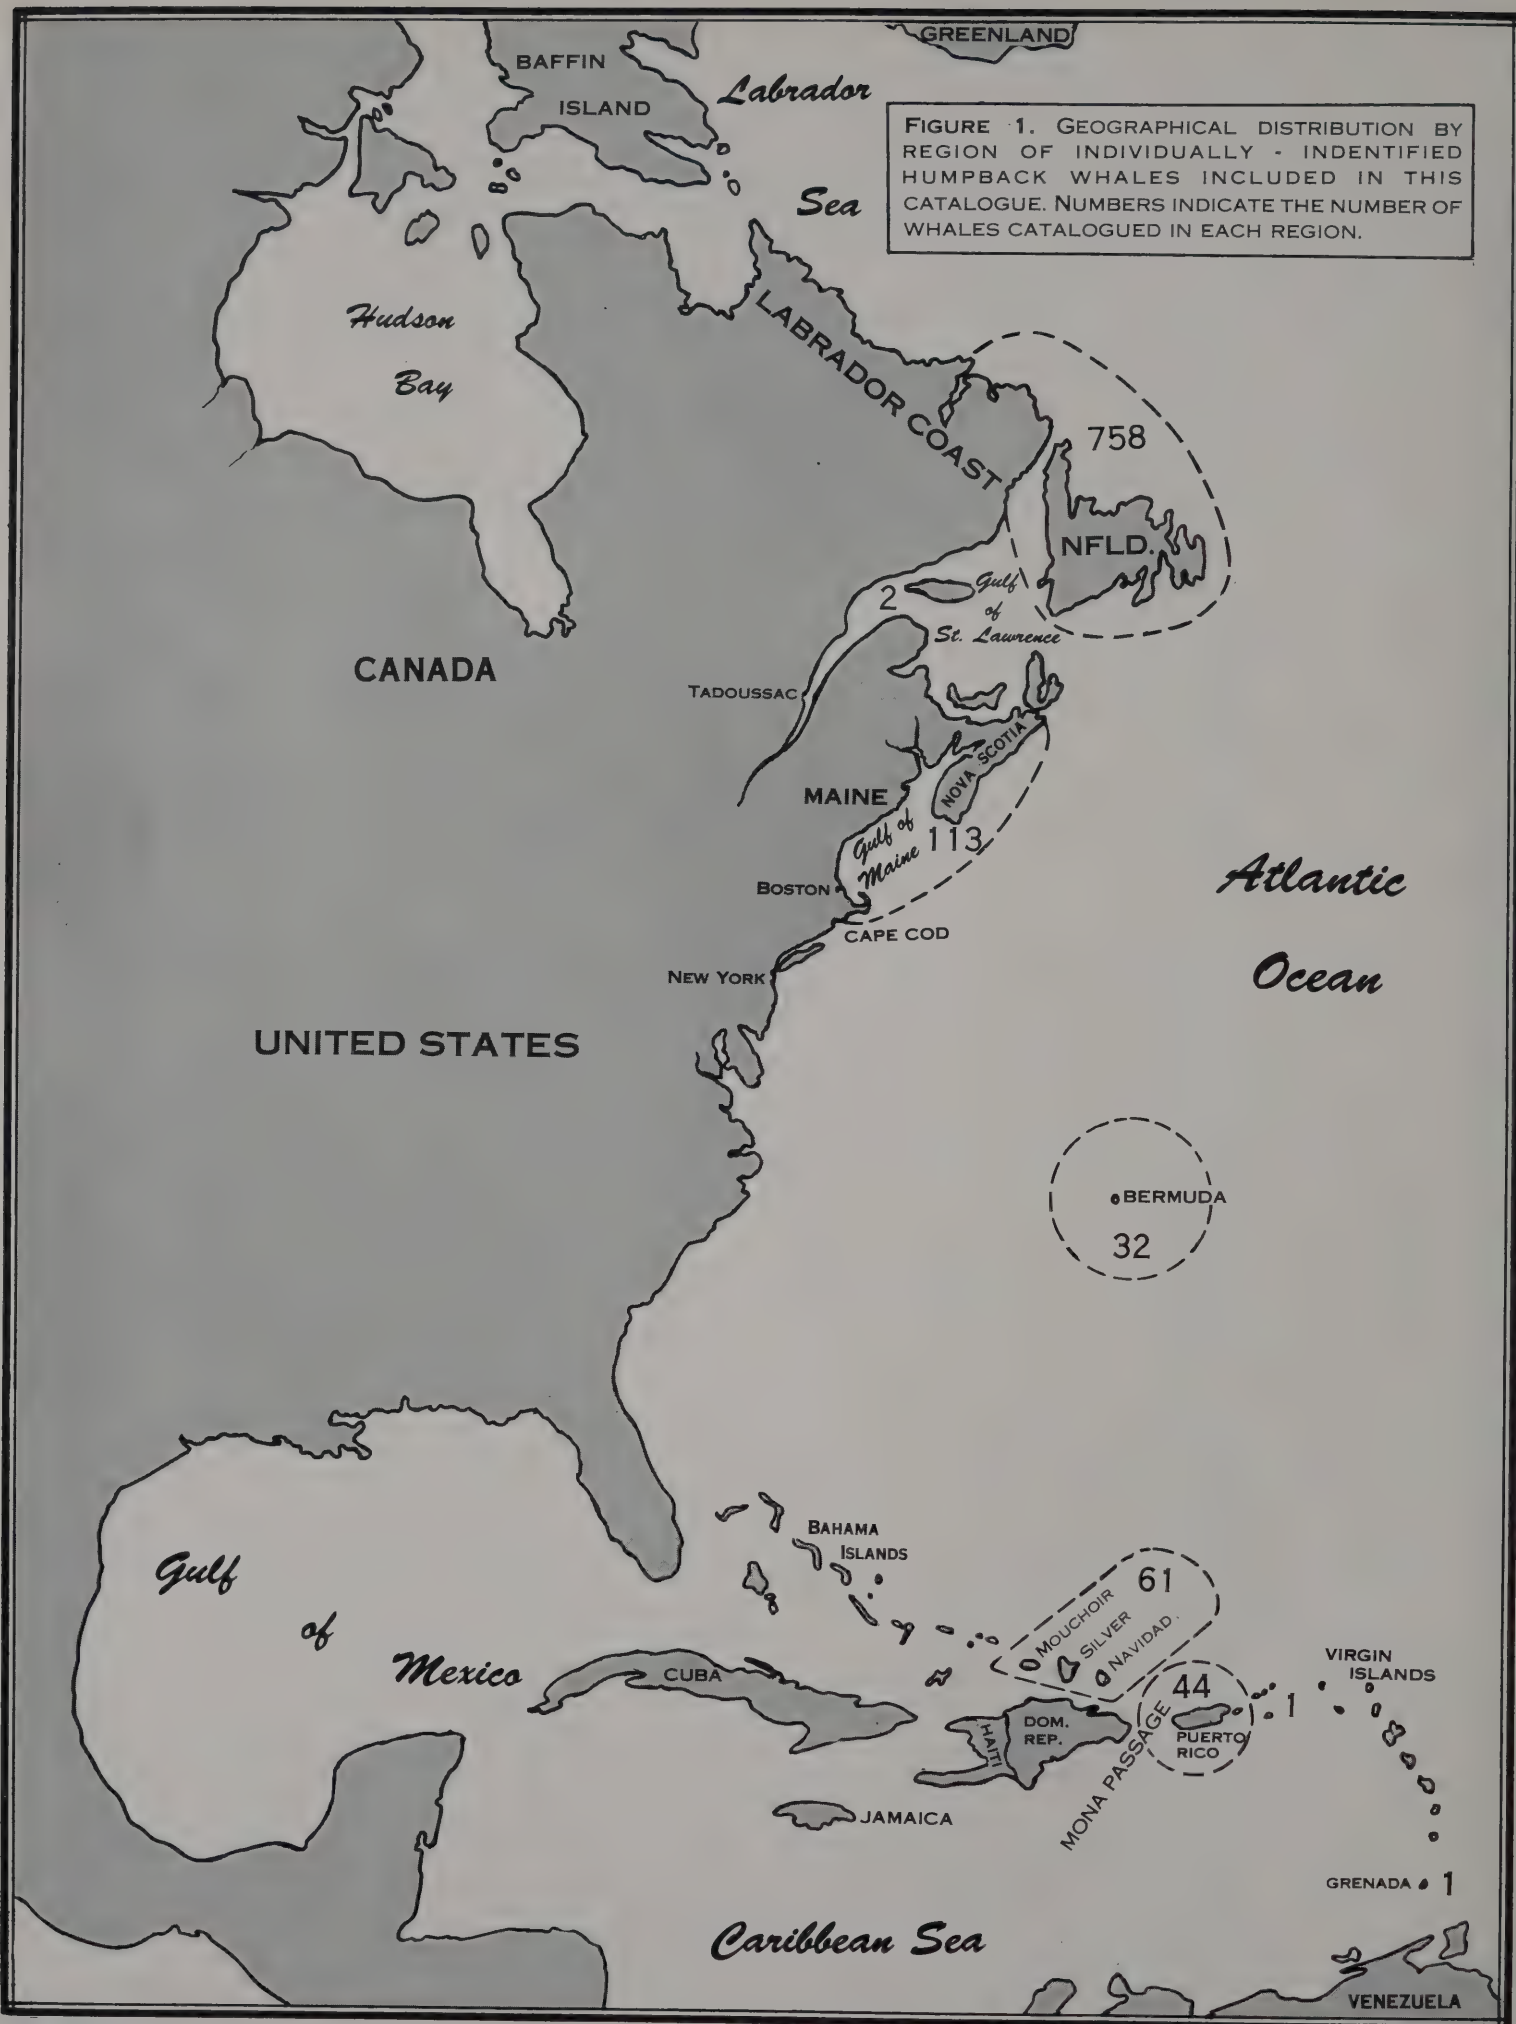 GREENLAND
BAFFIN
ISLAND
Labrador
Sea
FIGURE 1. GEOGRAPHICAL DISTRIBUTION BY
REGION OF INDIVIDUALLY - INDENTIFIED
HUMPBACK WHALES INCLUDED IN THIS
CATALOGUE. NUMBERS INDICATE THE NUMBER OF
WHALES CATALOGUED IN EACH REGION.
Hudson
Bay
LABRADOR COAST
758
NFLD.
2
Gulf
of
St. Lawrence
CANADA
TADOUSSAC
NOVA SCOTIA
MAINE
Gulf of
Maine
113
BOSTON
CAPE COD
NEW YORK
Atlantic
Ocean
UNITED STATES
BERMUDA
32
BAHAMA
ISLANDS
Gulf
of
Mexico
CUBA
61
MOUCHOIR
SILVER
NAVIDAD.
VIRGIN
ISLANDS
44
1
PUERTO
RICO
DOM.
REP.
HAITI
MONA PASSAGE
JAMAICA
GRENADA 1
Caribbean Sea
VENEZUELA